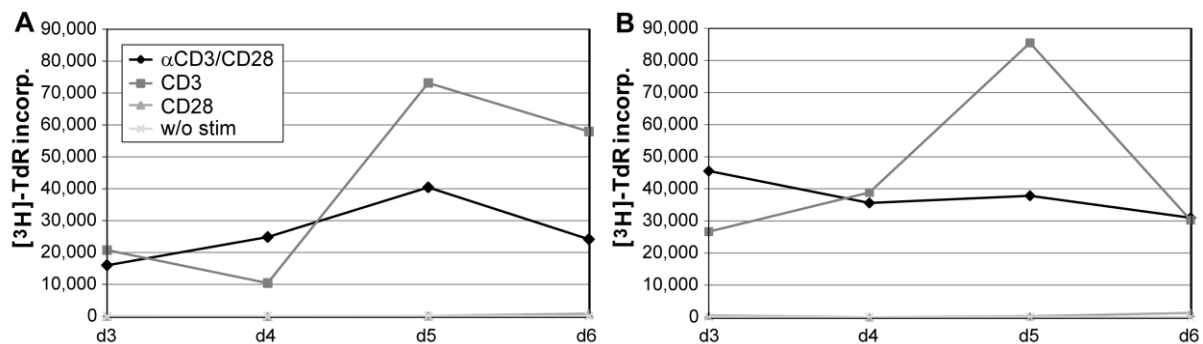 A
[³H]-TdR incorp.
90,000
80,000
70,000
60,000
50,000
40,000
30,000
20,000
10,000
0
αCD3/CD28
CD3
CD28
w/o stim
d3 d4 d5 d6
B
[³H]-TdR incorp.
90,000
80,000
70,000
60,000
50,000
40,000
30,000
20,000
10,000
0
d3 d4 d5 d6